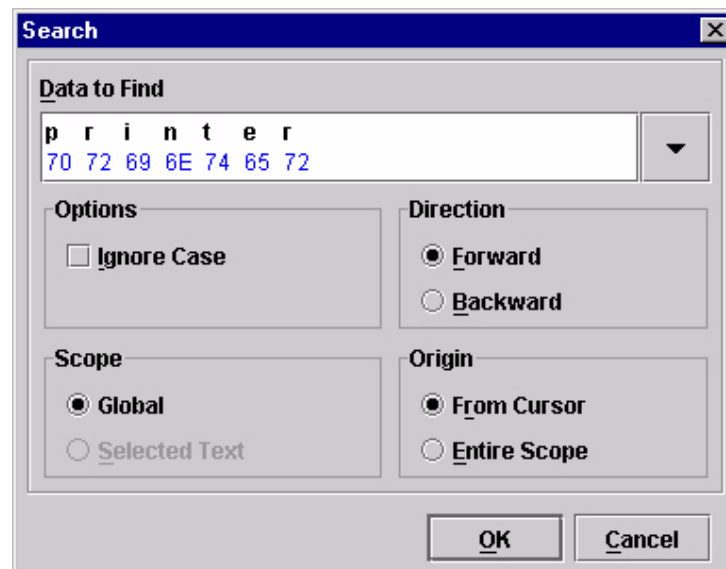 Search
Data to Find
p r i n t e r
70 72 69 6E 74 65 72
Options
Ignore Case
Direction
Forward
Backward
Scope
Global
Selected Text
Origin
From Cursor
Entire Scope
OK Cancel